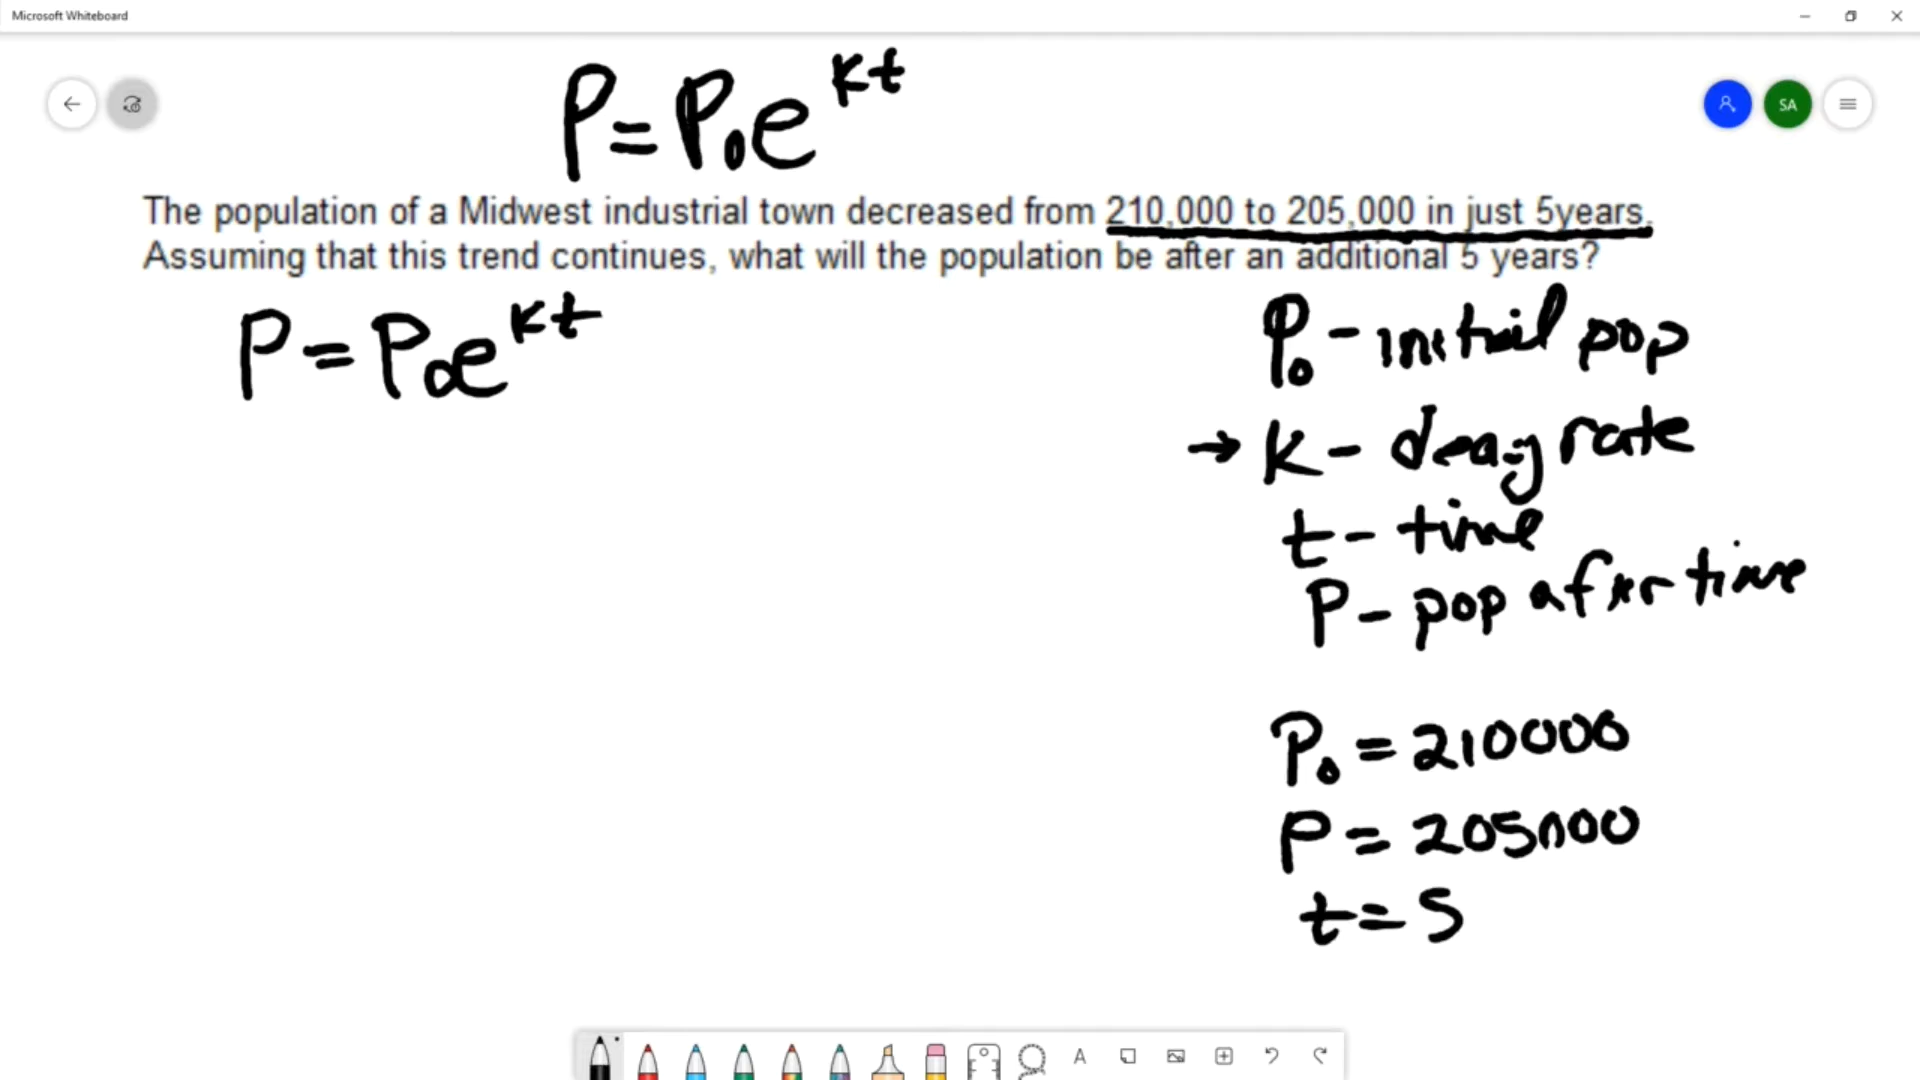 Microsoft Whiteboard
P = P₀e^kt
SA
The population of a Midwest industrial town decreased from 210,000 to 205,000 in just 5years.
Assuming that this trend continues, what will the population be after an additional 5 years?
P = P₀e^kt
P₀ - initial pop
→ K - decay rate
t - time
P - pop after time
P₀ = 210000
P = 205000
t = 5
A